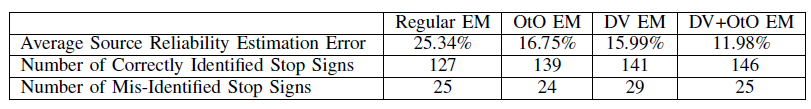 Regular EM OtO EM DV EM DV+OtO EM
Average Source Reliability Estimation Error 25.34% 16.75% 15.99% 11.98%
Number of Correctly Identified Stop Signs 127 139 141 146
Number of Mis-Identified Stop Signs 25 24 29 25